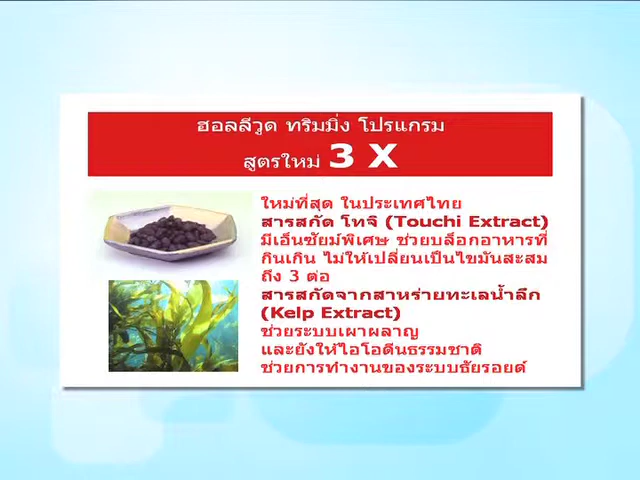 ฮอลลีวูด ทริมมิ่ง โปรแกรม
สูตรใหม่ 3 X
ใหม่ที่สุด ในประเทศไทย
สารสกัด โทจิ (Touchi Extract)
มีเอ็นซัยม์พิเศษ ช่วยบล็อกอาหารที่
กินเกิน ไม่ให้เปลี่ยนเป็นไขมันสะสม
ถึง 3 ต่อ
สารสกัดจากสาหร่ายทะเลน้ำลึก
(Kelp Extract)
ช่วยระบบเผาผลาญ
และยังให้ไอโอดีนธรรมชาติ
ช่วยการทำงานของระบบธัยรอยด์